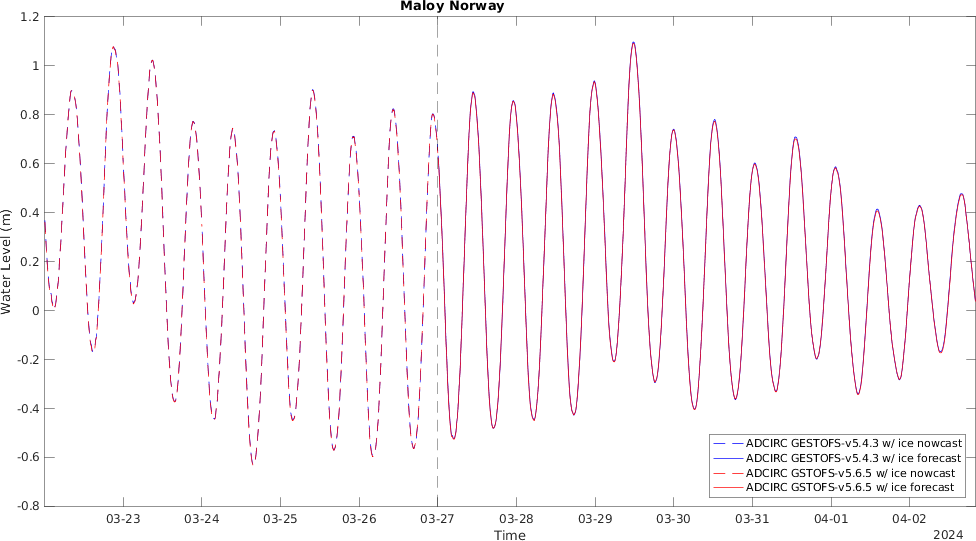 Maloy Norway
1.2
1
0.8
0.6
0.4
0.2
0
-0.2
-0.4
-0.6
-0.8
Water Level (m)
ADCIRC GESTOFS-v5.4.3 w/ ice nowcast
ADCIRC GESTOFS-v5.4.3 w/ ice forecast
ADCIRC GSTOFS-v5.6.5 w/ ice nowcast
ADCIRC GSTOFS-v5.6.5 w/ ice forecast
03-23 03-24 03-25 03-26 03-27 03-28 03-29 03-30 03-31 04-01 04-02
Time
2024